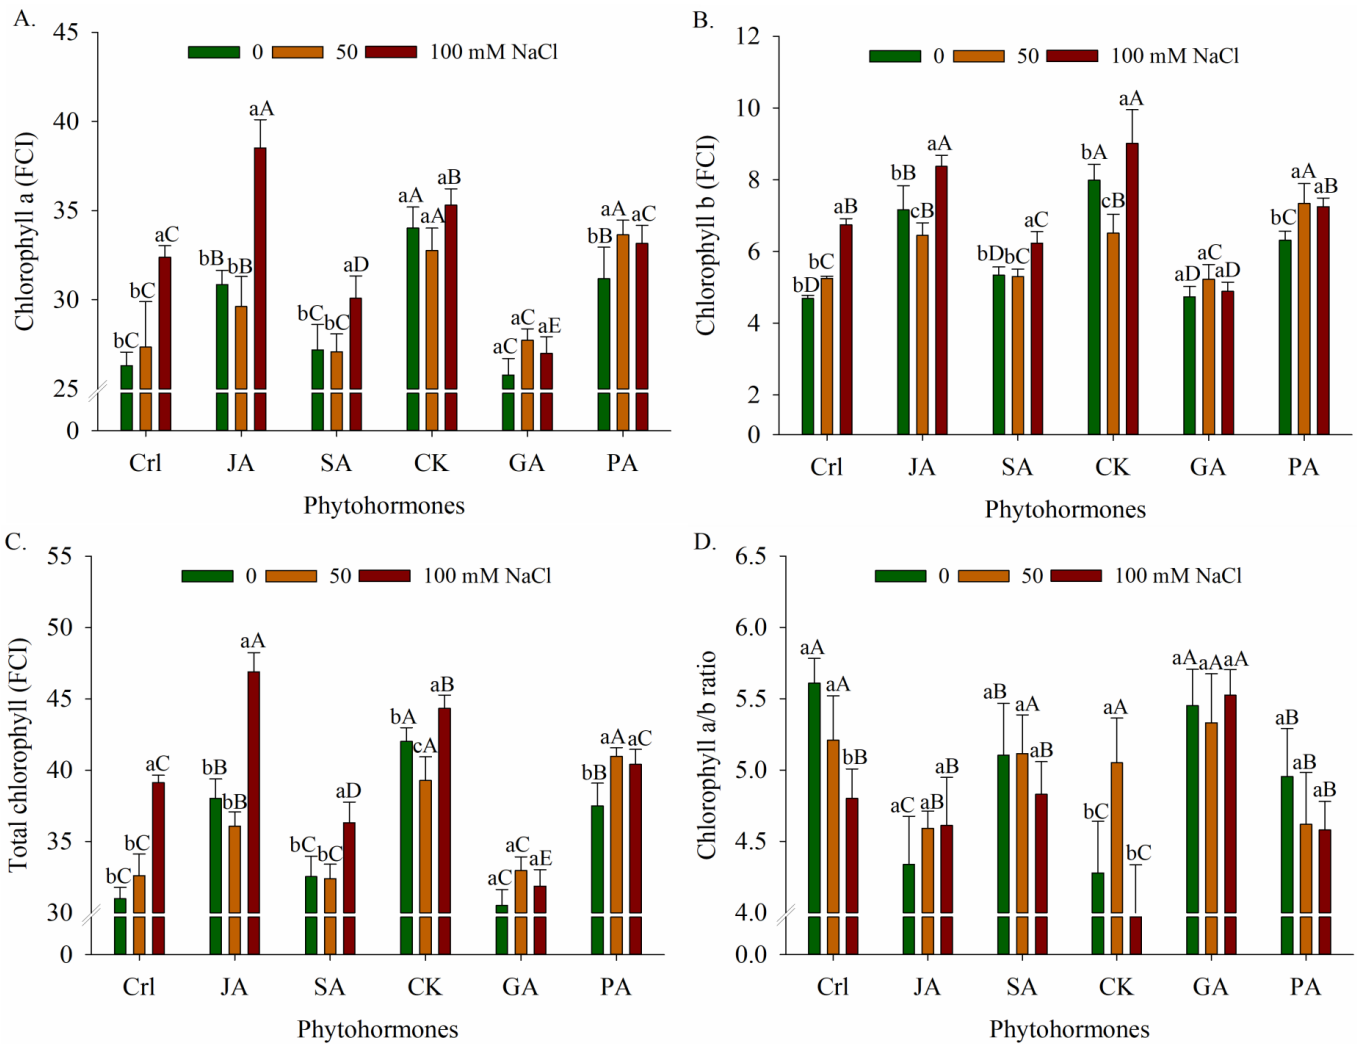 A.
Chlorophyll a (FCI)
45
40
35
30
25
0
0 50 100 mM NaCl
bC bC aC
bB bB aA
bC bC aD
aA aA aB
aC aC aE
bB aA aC
Crl JA SA CK GA PA
Phytohormones
B.
Chlorophyll b (FCI)
12
10
8
6
4
2
0
0 50 100 mM NaCl
bD bC aB
bB cB aA
bD bC aC
bA cB aA
aD aC aD
bC aA aB
Crl JA SA CK GA PA
Phytohormones
C.
Total chlorophyll (FCI)
55
50
45
40
35
30
0
0 50 100 mM NaCl
bC bC aC
bB bB aA
bC bC aD
bA cA aB
aC aC aE
bB aA aC
Crl JA SA CK GA PA
Phytohormones
D.
Chlorophyll a/b ratio
6.5
6.0
5.5
5.0
4.5
4.0
0.0
0 50 100 mM NaCl
aA aA bB
aC aB aB
aB aA aB
bC aA bC
aA aA aA
aB aB aB
Crl JA SA CK GA PA
Phytohormones